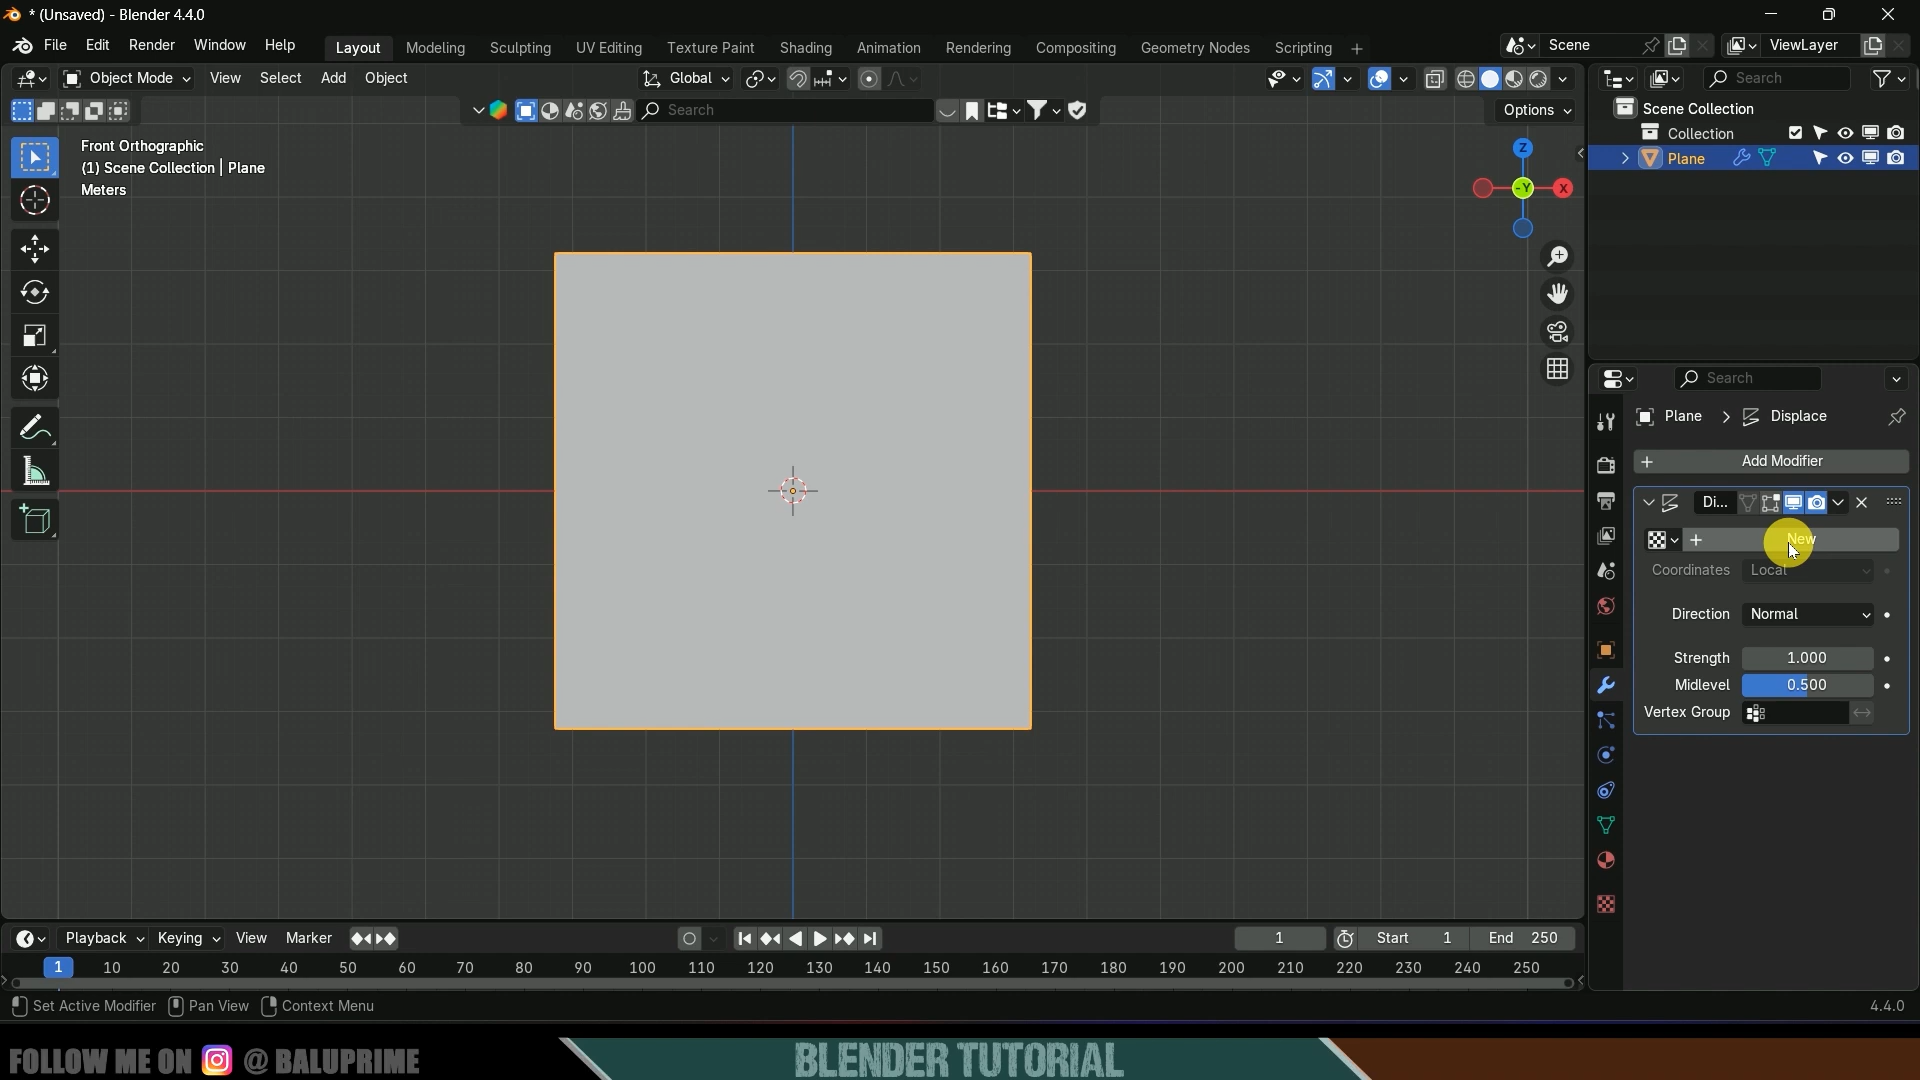 * (Unsaved) - Blender 4.4.0
File Edit Render Window Help Layout Modeling Sculpting UV Editing Texture Paint Shading Animation Rendering Compositing Geometry Nodes Scripting + Scene ViewLayer
Object Mode View Select Add Object Global Search
Search Options
Front Orthographic
(1) Scene Collection | Plane
Meters
Z
-Y
X
Scene Collection
Collection
Plane
Search
Plane > Displace
+ Add Modifier
Di...
+ New
Coordinates Local
Direction Normal
Strength 1.000
Midlevel 0.500
Vertex Group
Playback Keying View Marker 1 Start 1 End 250
1 10 20 30 40 50 60 70 80 90 100 110 120 130 140 150 160 170 180 190 200 210 220 230 240 250
Set Active Modifier Pan View Context Menu 4.4.0
FOLLOW ME ON @ BALUPRIME BLENDER TUTORIAL